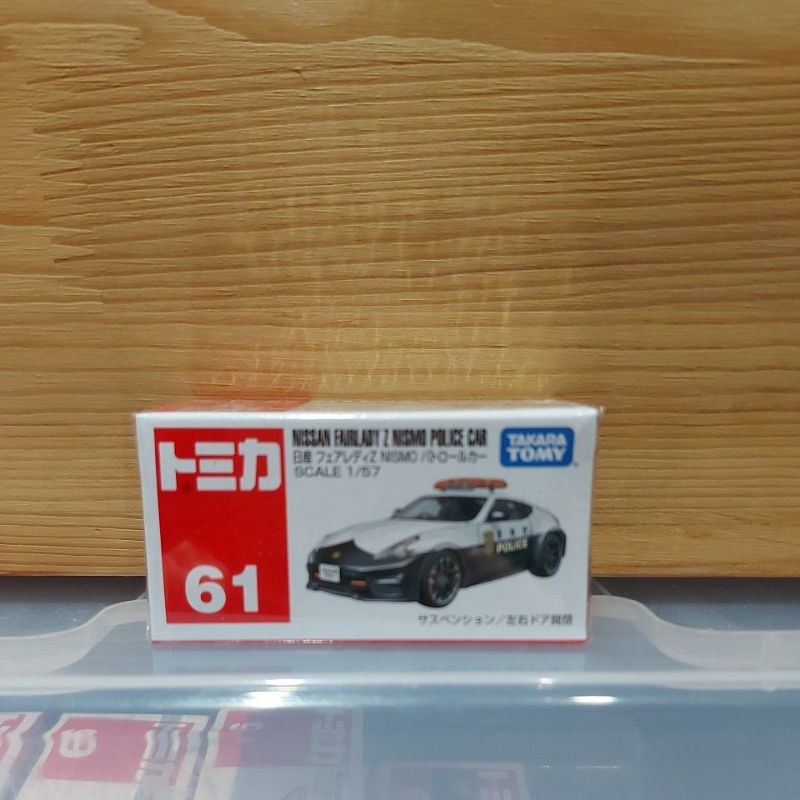 トミカ
61
NISSAN FAIRLADY Z NISMO POLICE CAR
日産 フェアレディZ NISMO パトロールカー
SCALE 1/57
TAKARA
TOMY
POLICE
サスペンション/左右ドア開閉